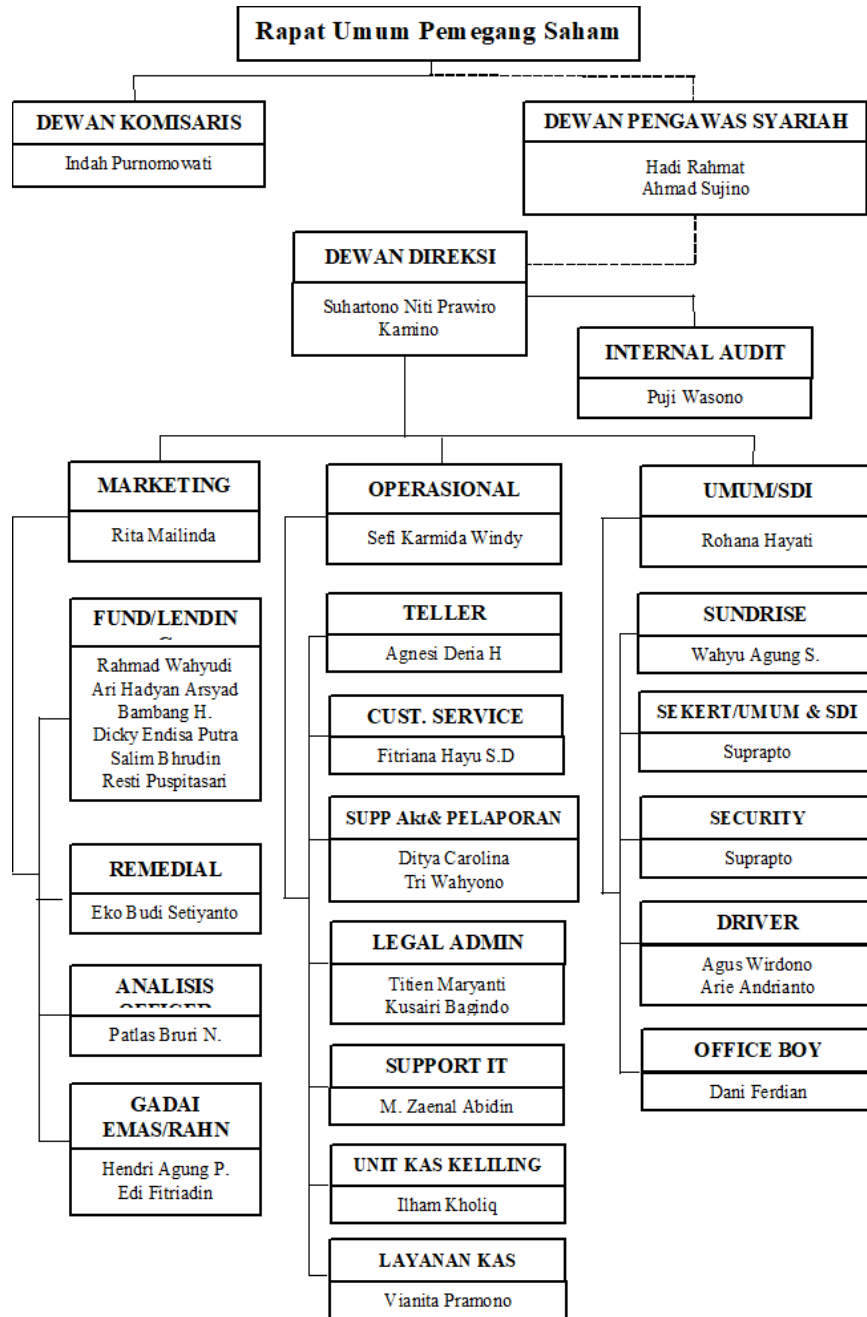 Rapat Umum Pemegang Saham
DEWAN KOMISARIS
Indah Purnomowati
DEWAN PENGAWAS SYARIAH
Hadi Rahmat
Ahmad Sujino
DEWAN DIREKSI
Suhartono Niti Prawiro
Kamino
INTERNAL AUDIT
Puji Wasono
MARKETING
Rita Mailinda
FUND/LENDIN
Rahmad Wahyudi
Ari Hadyan Arsyad
Bambang H.
Dicky Endisa Putra
Salim Bhrudin
Resti Puspitasari
REMEDIAL
Eko Budi Setiyanto
ANALISIS
OFFICER
Patlas Bruri N.
GADAI
EMAS/RAHN
Hendri Agung P.
Edi Fitriadin
OPERASIONAL
Sefi Karmida Windy
TELLER
Agnesi Deria H
CUST. SERVICE
Fitriana Hayu S.D
SUPP Akt& PELAPORAN
Ditya Carolina
Tri Wahyono
LEGAL ADMIN
Titien Maryanti
Kusairi Bagindo
SUPPORT IT
M. Zaenal Abidin
UNIT KAS KELILING
Ilham Kholiq
LAYANAN KAS
Vianita Pramono
UMUM/SDI
Rohana Hayati
SUNDRISE
Wahyu Agung S.
SEKERT/UMUM & SDI
Suprapto
SECURITY
Suprapto
DRIVER
Agus Wirdono
Arie Andrianto
OFFICE BOY
Dani Ferdian